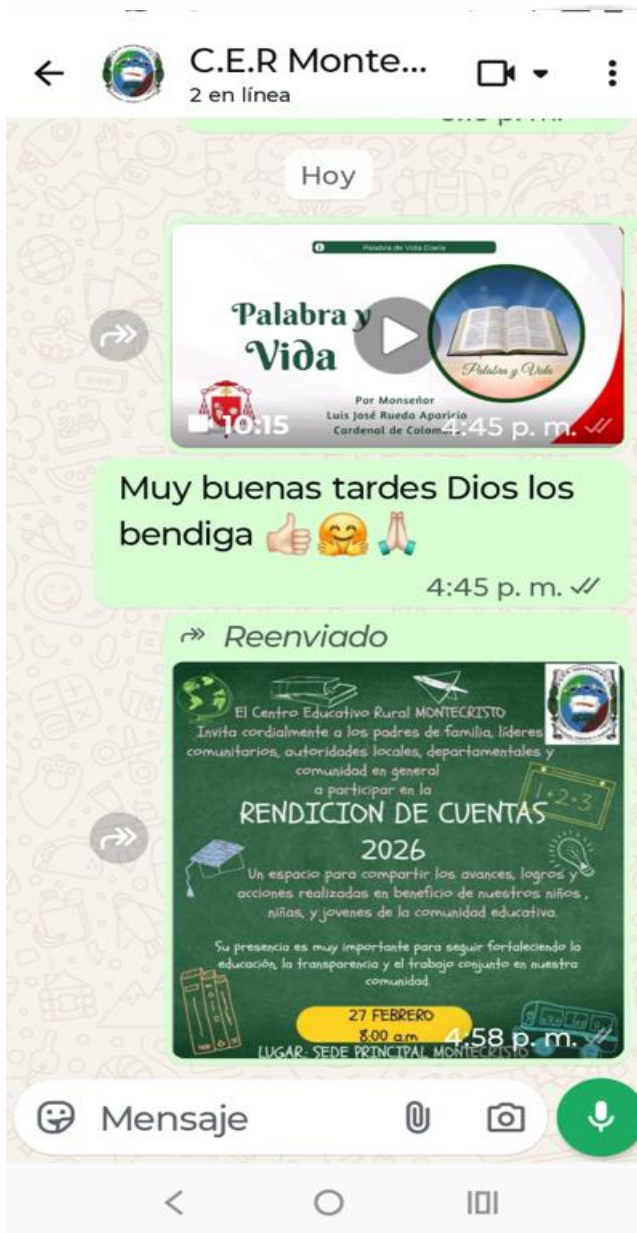 C.E.R Monte...
2 en línea
Hoy
Palabra de Vida Diaria
Palabra y
Vida
Palabra y Vida
Por Monseñor
Luis José Rueda Aparicio
Cardenal de Colom
10:15
4:45 p. m.
Muy buenas tardes Dios los
bendiga 👍🏻🤗🙏🏻
4:45 p. m.
Reenviado
El Centro Educativo Rural MONTECRISTO
Invita cordialmente a los padres de familia, líderes
comunitarios, autoridades locales, departamentales y
comunidad en general
a participar en la
RENDICION DE CUENTAS
2026
1+2=3
Un espacio para compartir los avances, logros y
acciones realizadas en beneficio de nuestros niños ,
niñas, y jovenes de la comunidad educativa.
Su presencia es muy importante para seguir fortaleciendo la
educación, la transparencia y el trabajo conjunto en nuestra
comunidad.
27 FEBRERO
8:00 a.m
4:58 p. m.
LUGAR: SEDE PRINCIPAL MONTECRISTO
Mensaje